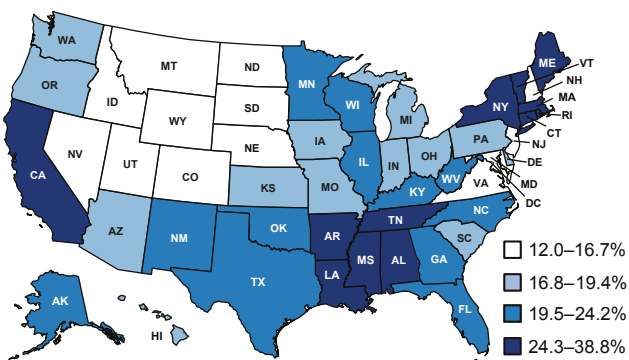 WA
MT
ND
MN
ME
VT
NH
MA
RI
CT
NJ
DE
MD
DC
OR
ID
SD
WI
NY
MI
WY
IA
PA
NE
NV
UT
CO
IL
IN
OH
WV
VA
CA
KS
MO
KY
NC
TN
AZ
NM
OK
AR
SC
MS
AL
GA
LA
TX
FL
AK
HI
12.0–16.7%
16.8–19.4%
19.5–24.2%
24.3–38.8%